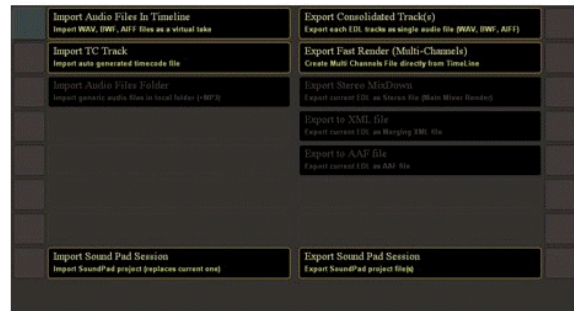 Import Audio Files In Timeline
Import WAV, BWF, AIFF files as a virtual take
Import TC Track
Import auto generated timecode file
Import Audio Files Folder
Import generic audio files in local folder (+MP3)
Import Sound Pad Session
Import SoundPad project (replaces current one)
Export Consolidated Track(s)
Export each EDL tracks as single audio file (WAV, BWF, AIFF)
Export Fast Render (Multi-Channels)
Create Multi Channels File directly from TimeLine
Export Stereo MixDown
Export current EDL as Stereo file (Main Mixer Render)
Export to XML file
Export current EDL as Merging XML file
Export to AAF file
Export current EDL as AAF file
Export Sound Pad Session
Export SoundPad project file(s)